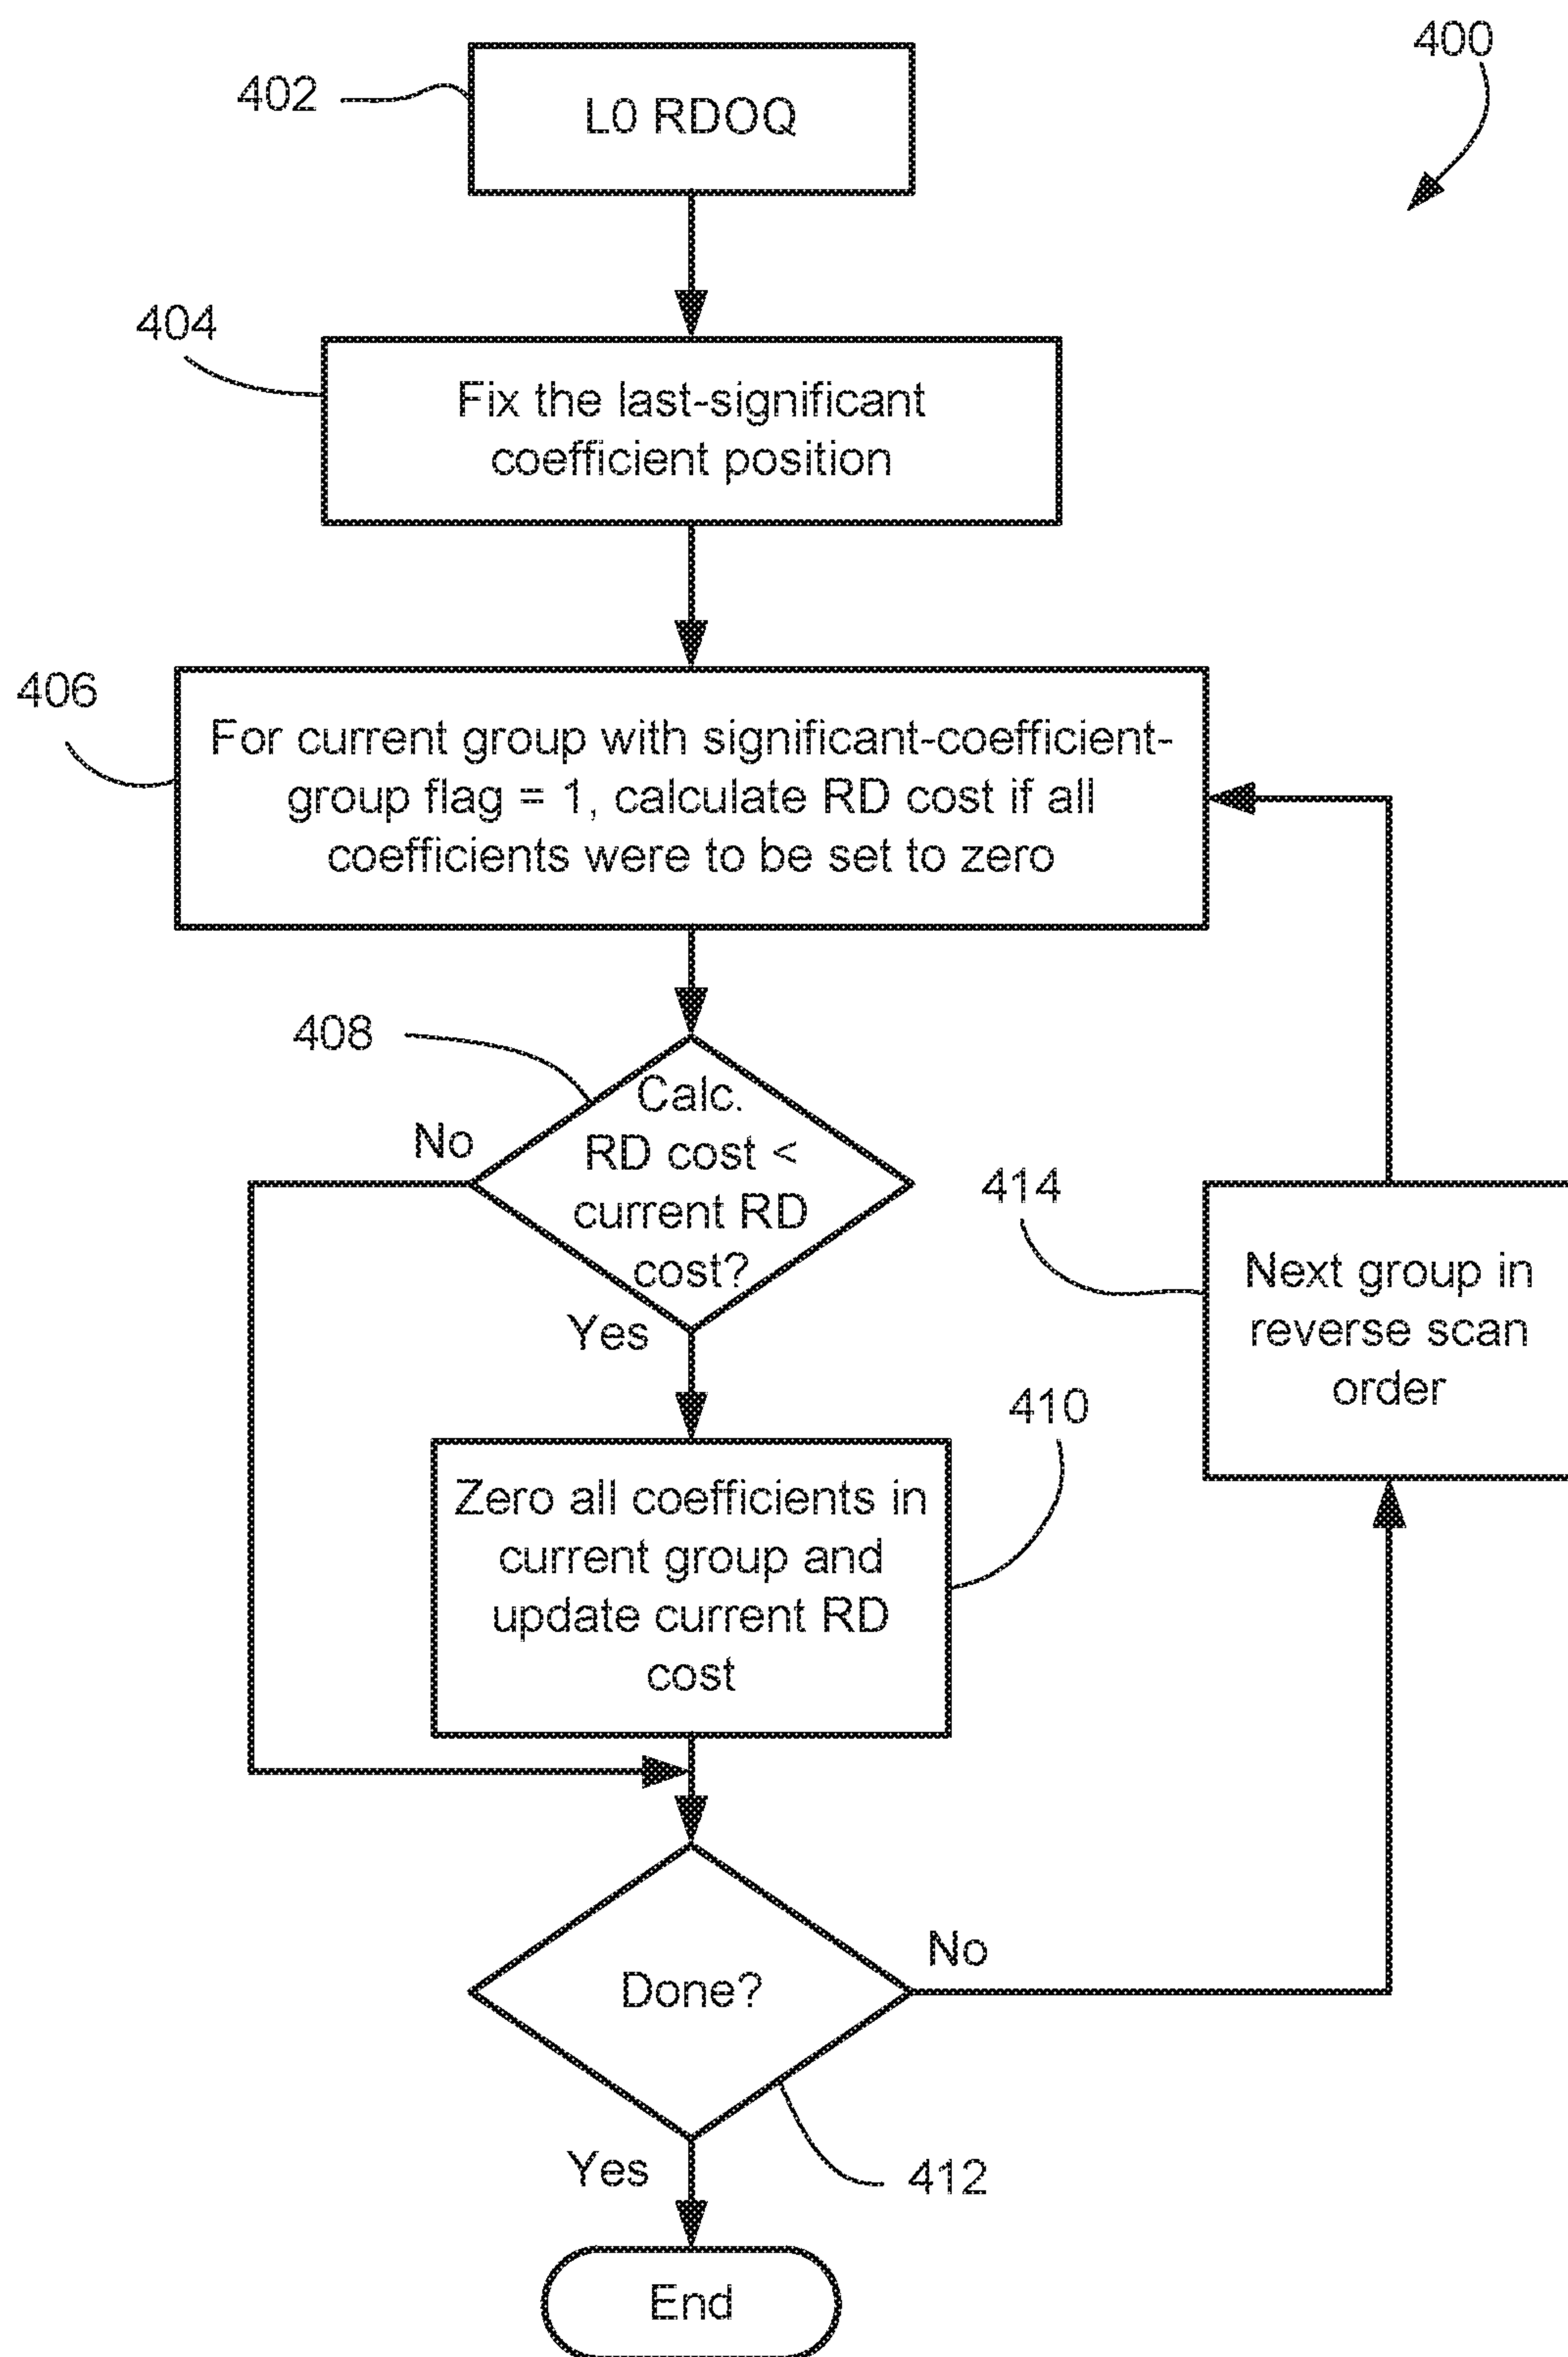 400
402
L0 RDOQ
404
Fix the last-significant
coefficient position
406
For current group with significant-coefficient-
group flag = 1, calculate RD cost if all
coefficients were to be set to zero
408
Calc.
RD cost <
current RD
cost?
No
Yes
414
Next group in
reverse scan
order
410
Zero all coefficients in
current group and
update current RD
cost
Done?
No
Yes
412
End